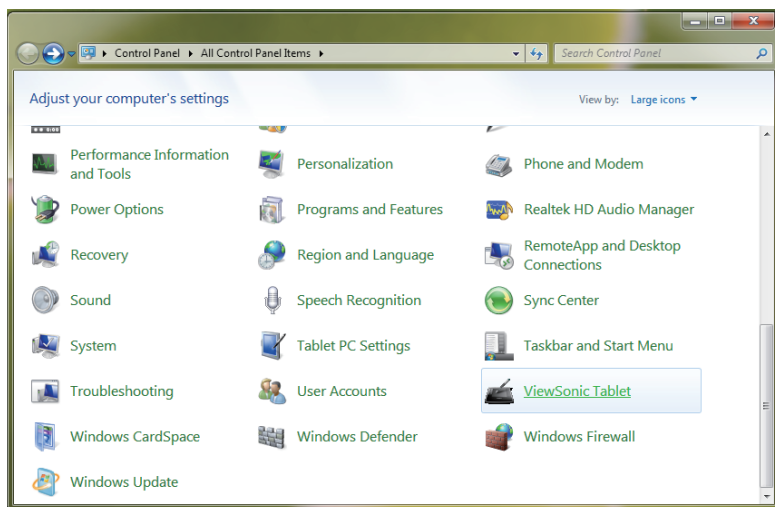 Control Panel All Control Panel Items
Search Control Panel
Adjust your computer's settings
View by: Large icons
Performance Information
and Tools
Personalization
Phone and Modem
Power Options
Programs and Features
Realtek HD Audio Manager
Recovery
Region and Language
RemoteApp and Desktop
Connections
Sound
Speech Recognition
Sync Center
System
Tablet PC Settings
Taskbar and Start Menu
Troubleshooting
User Accounts
ViewSonic Tablet
Windows CardSpace
Windows Defender
Windows Firewall
Windows Update